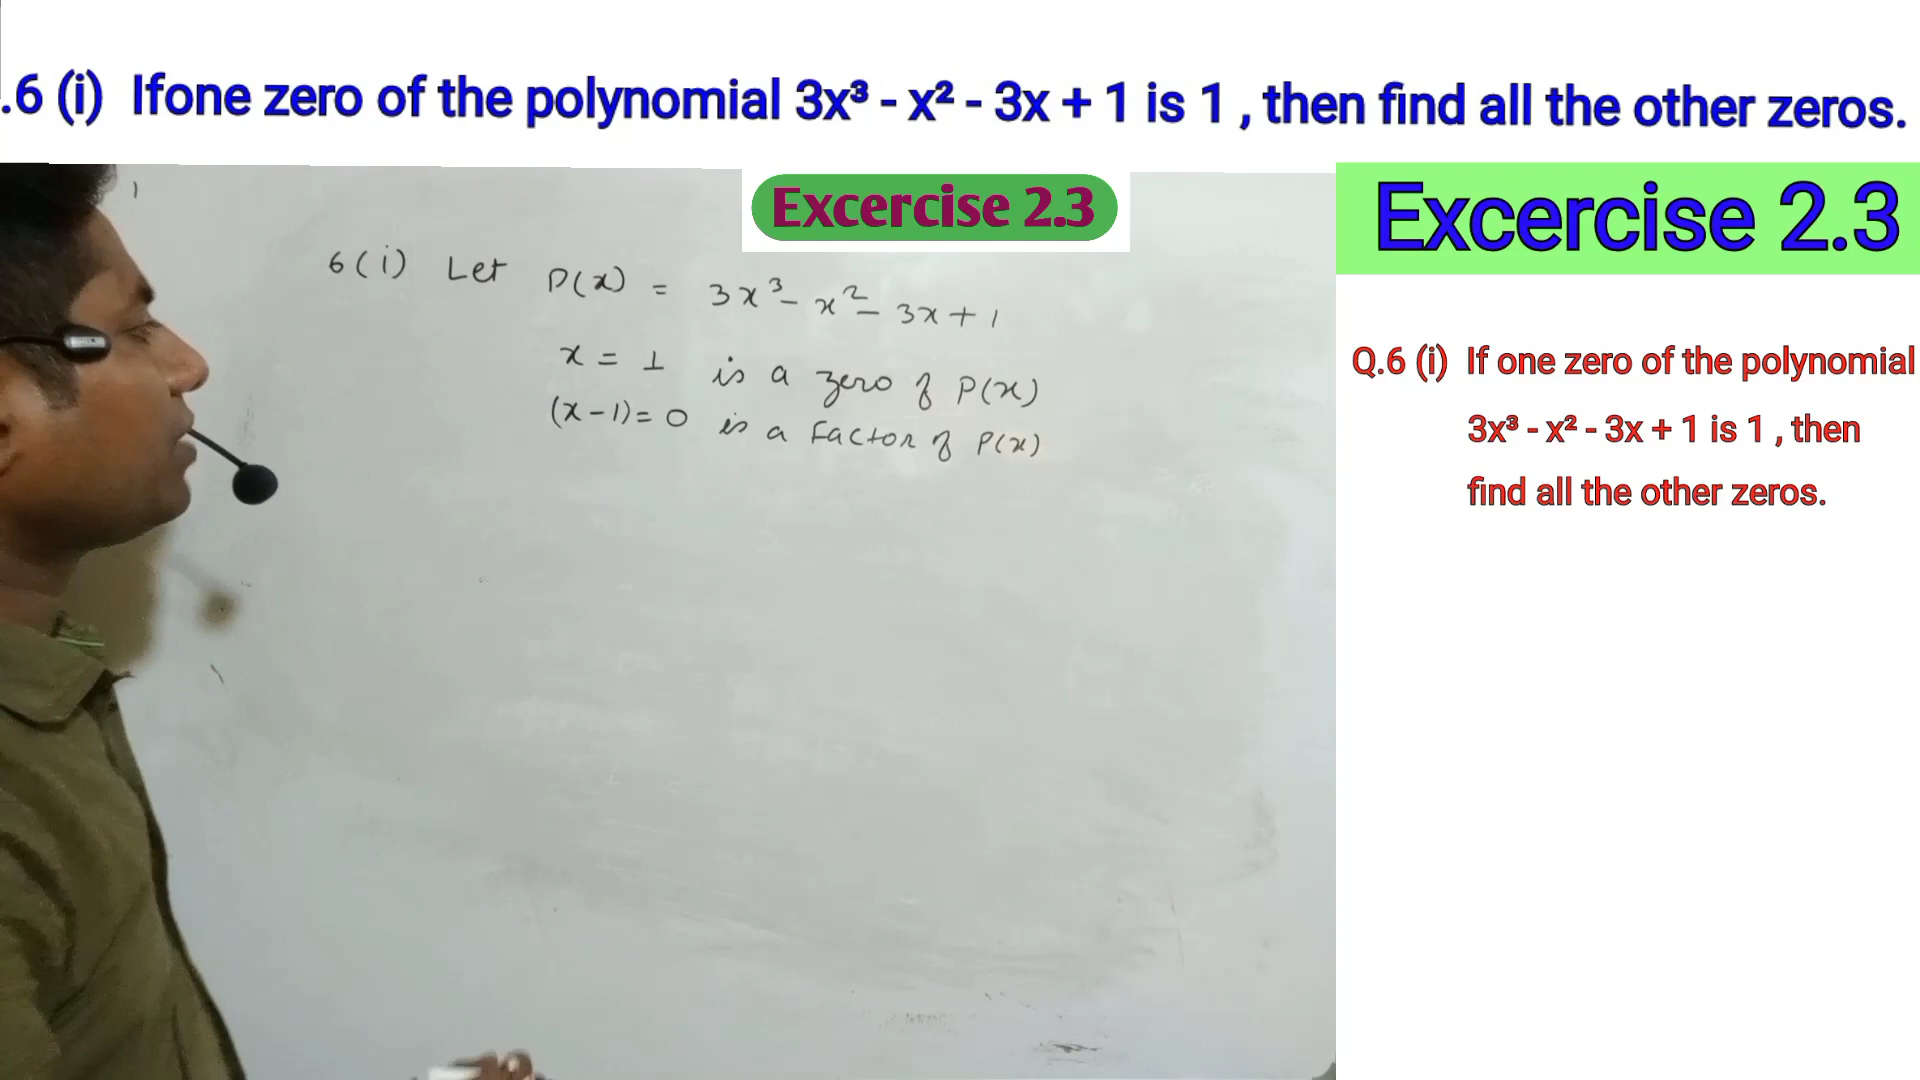 .6 (i) Ifone zero of the polynomial 3x³ - x² - 3x + 1 is 1 , then find all the other zeros.
Excercise 2.3
Excercise 2.3
6(i) Let P(x) = 3x³ - x² - 3x + 1
x = 1 is a zero of P(x)
(x-1) = 0 is a factor of P(x)
Q.6 (i) If one zero of the polynomial
3x³ - x² - 3x + 1 is 1 , then
find all the other zeros.